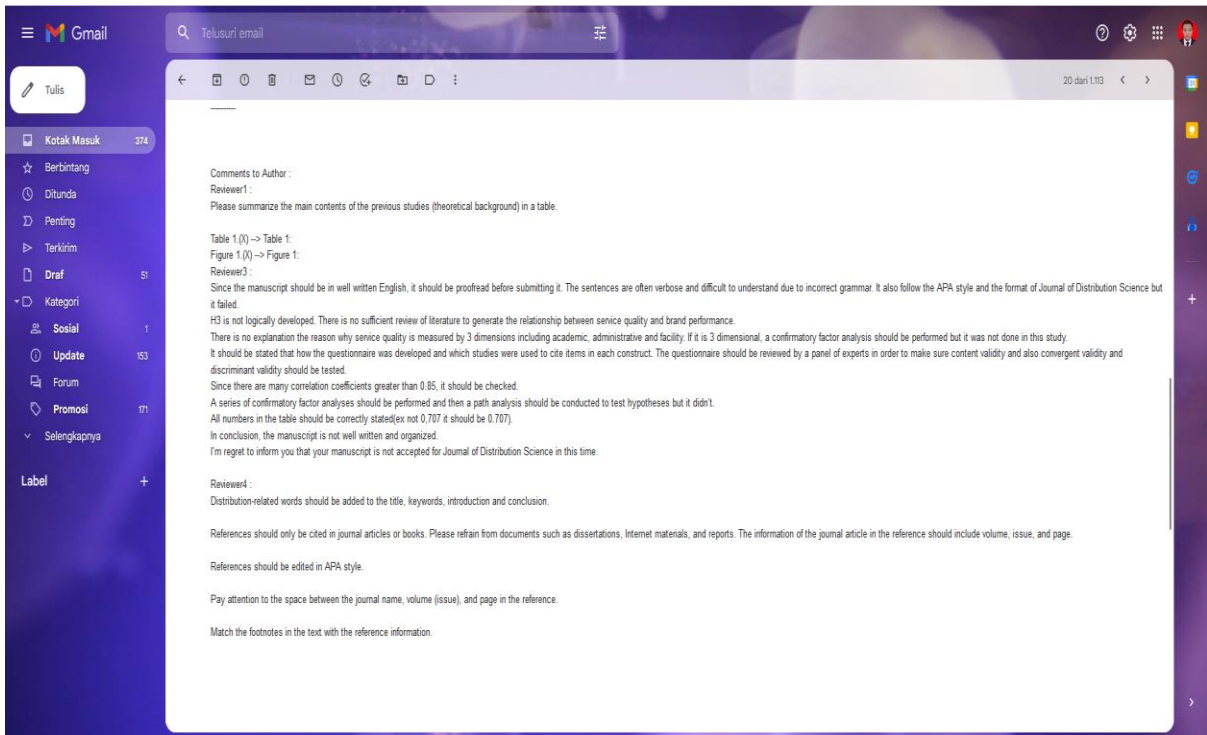 Gmail
Telusuri email
Tulis
20 dari 1.113
Kotak Masuk 374
Berbintang
Ditunda
Penting
Terkirim
Draf 51
Kategori
Sosial 1
Update 153
Forum
Promosi 171
Selengkapnya
Label +
----------
Comments to Author :
Reviewer1 :
Please summarize the main contents of the previous studies (theoretical background) in a table.
Table 1.(X) --> Table 1:
Figure 1.(X) --> Figure 1:
Reviewer3 :
Since the manuscript should be in well written English, it should be proofread before submitting it. The sentences are often verbose and difficult to understand due to incorrect grammar. It also follow the APA style and the format of Journal of Distribution Science but
it failed.
H3 is not logically developed. There is no sufficient review of literature to generate the relationship between service quality and brand performance.
There is no explanation the reason why service quality is measured by 3 dimensions including academic, administrative and facility. If it is 3 dimensional, a confirmatory factor analysis should be performed but it was not done in this study.
It should be stated that how the questionnaire was developed and which studies were used to cite items in each construct. The questionnaire should be reviewed by a panel of experts in order to make sure content validity and also convergent validity and
discriminant validity should be tested.
Since there are many correlation coefficients greater than 0.85, it should be checked.
A series of confirmatory factor analyses should be performed and then a path analysis should be conducted to test hypotheses but it didn't.
All numbers in the table should be correctly stated(ex not 0,707 it should be 0.707).
In conclusion, the manuscript is not well written and organized.
I'm regret to inform you that your manuscript is not accepted for Journal of Distribution Science in this time.
Reviewer4 :
Distribution-related words should be added to the title, keywords, introduction and conclusion.
References should only be cited in journal articles or books. Please refrain from documents such as dissertations, Internet materials, and reports. The information of the journal article in the reference should include volume, issue, and page.
References should be edited in APA style.
Pay attention to the space between the journal name, volume (issue), and page in the reference.
Match the footnotes in the text with the reference information.